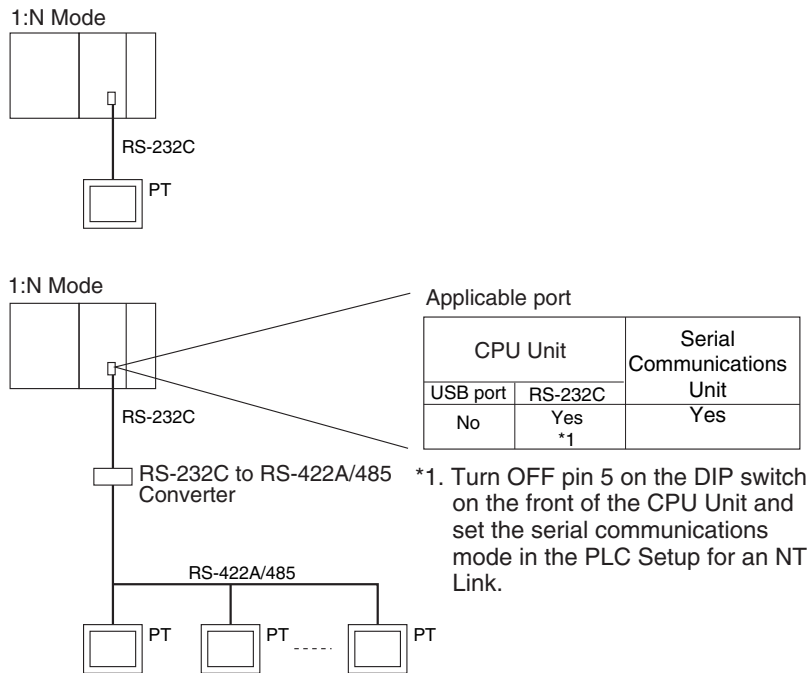 1:N Mode
RS-232C
PT
1:N Mode
Applicable port
CPU Unit
Serial
Communications
Unit
USB port
RS-232C
No
Yes
*1
Yes
RS-232C
RS-232C to RS-422A/485
Converter
*1. Turn OFF pin 5 on the DIP switch
on the front of the CPU Unit and
set the serial communications
mode in the PLC Setup for an NT
Link.
RS-422A/485
PT
PT
PT